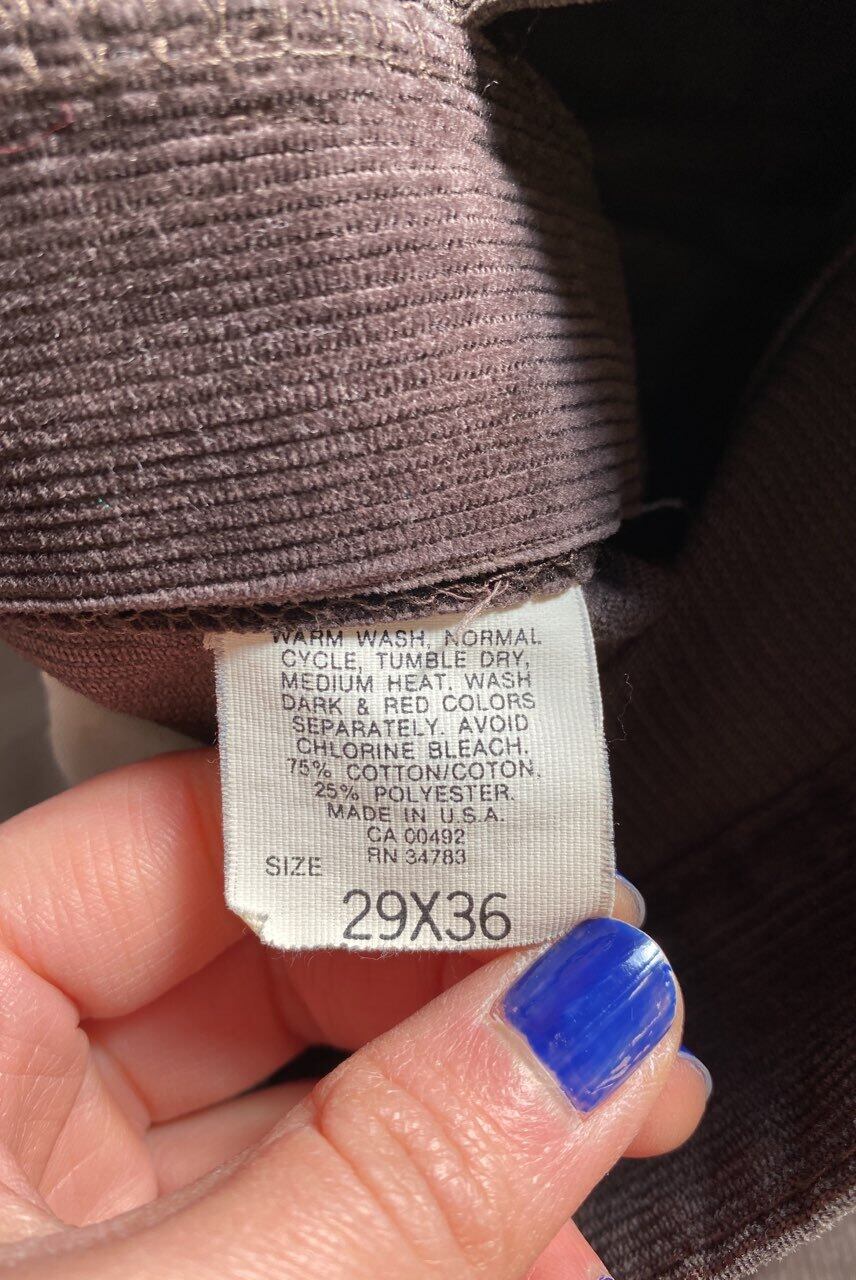 WARM WASH, NORMAL
CYCLE, TUMBLE DRY,
MEDIUM HEAT. WASH
DARK & RED COLORS
SEPARATELY. AVOID
CHLORINE BLEACH.
75% COTTON/COTON.
25% POLYESTER.
MADE IN U.S.A.
CA 00492
RN 34783
SIZE
29X36